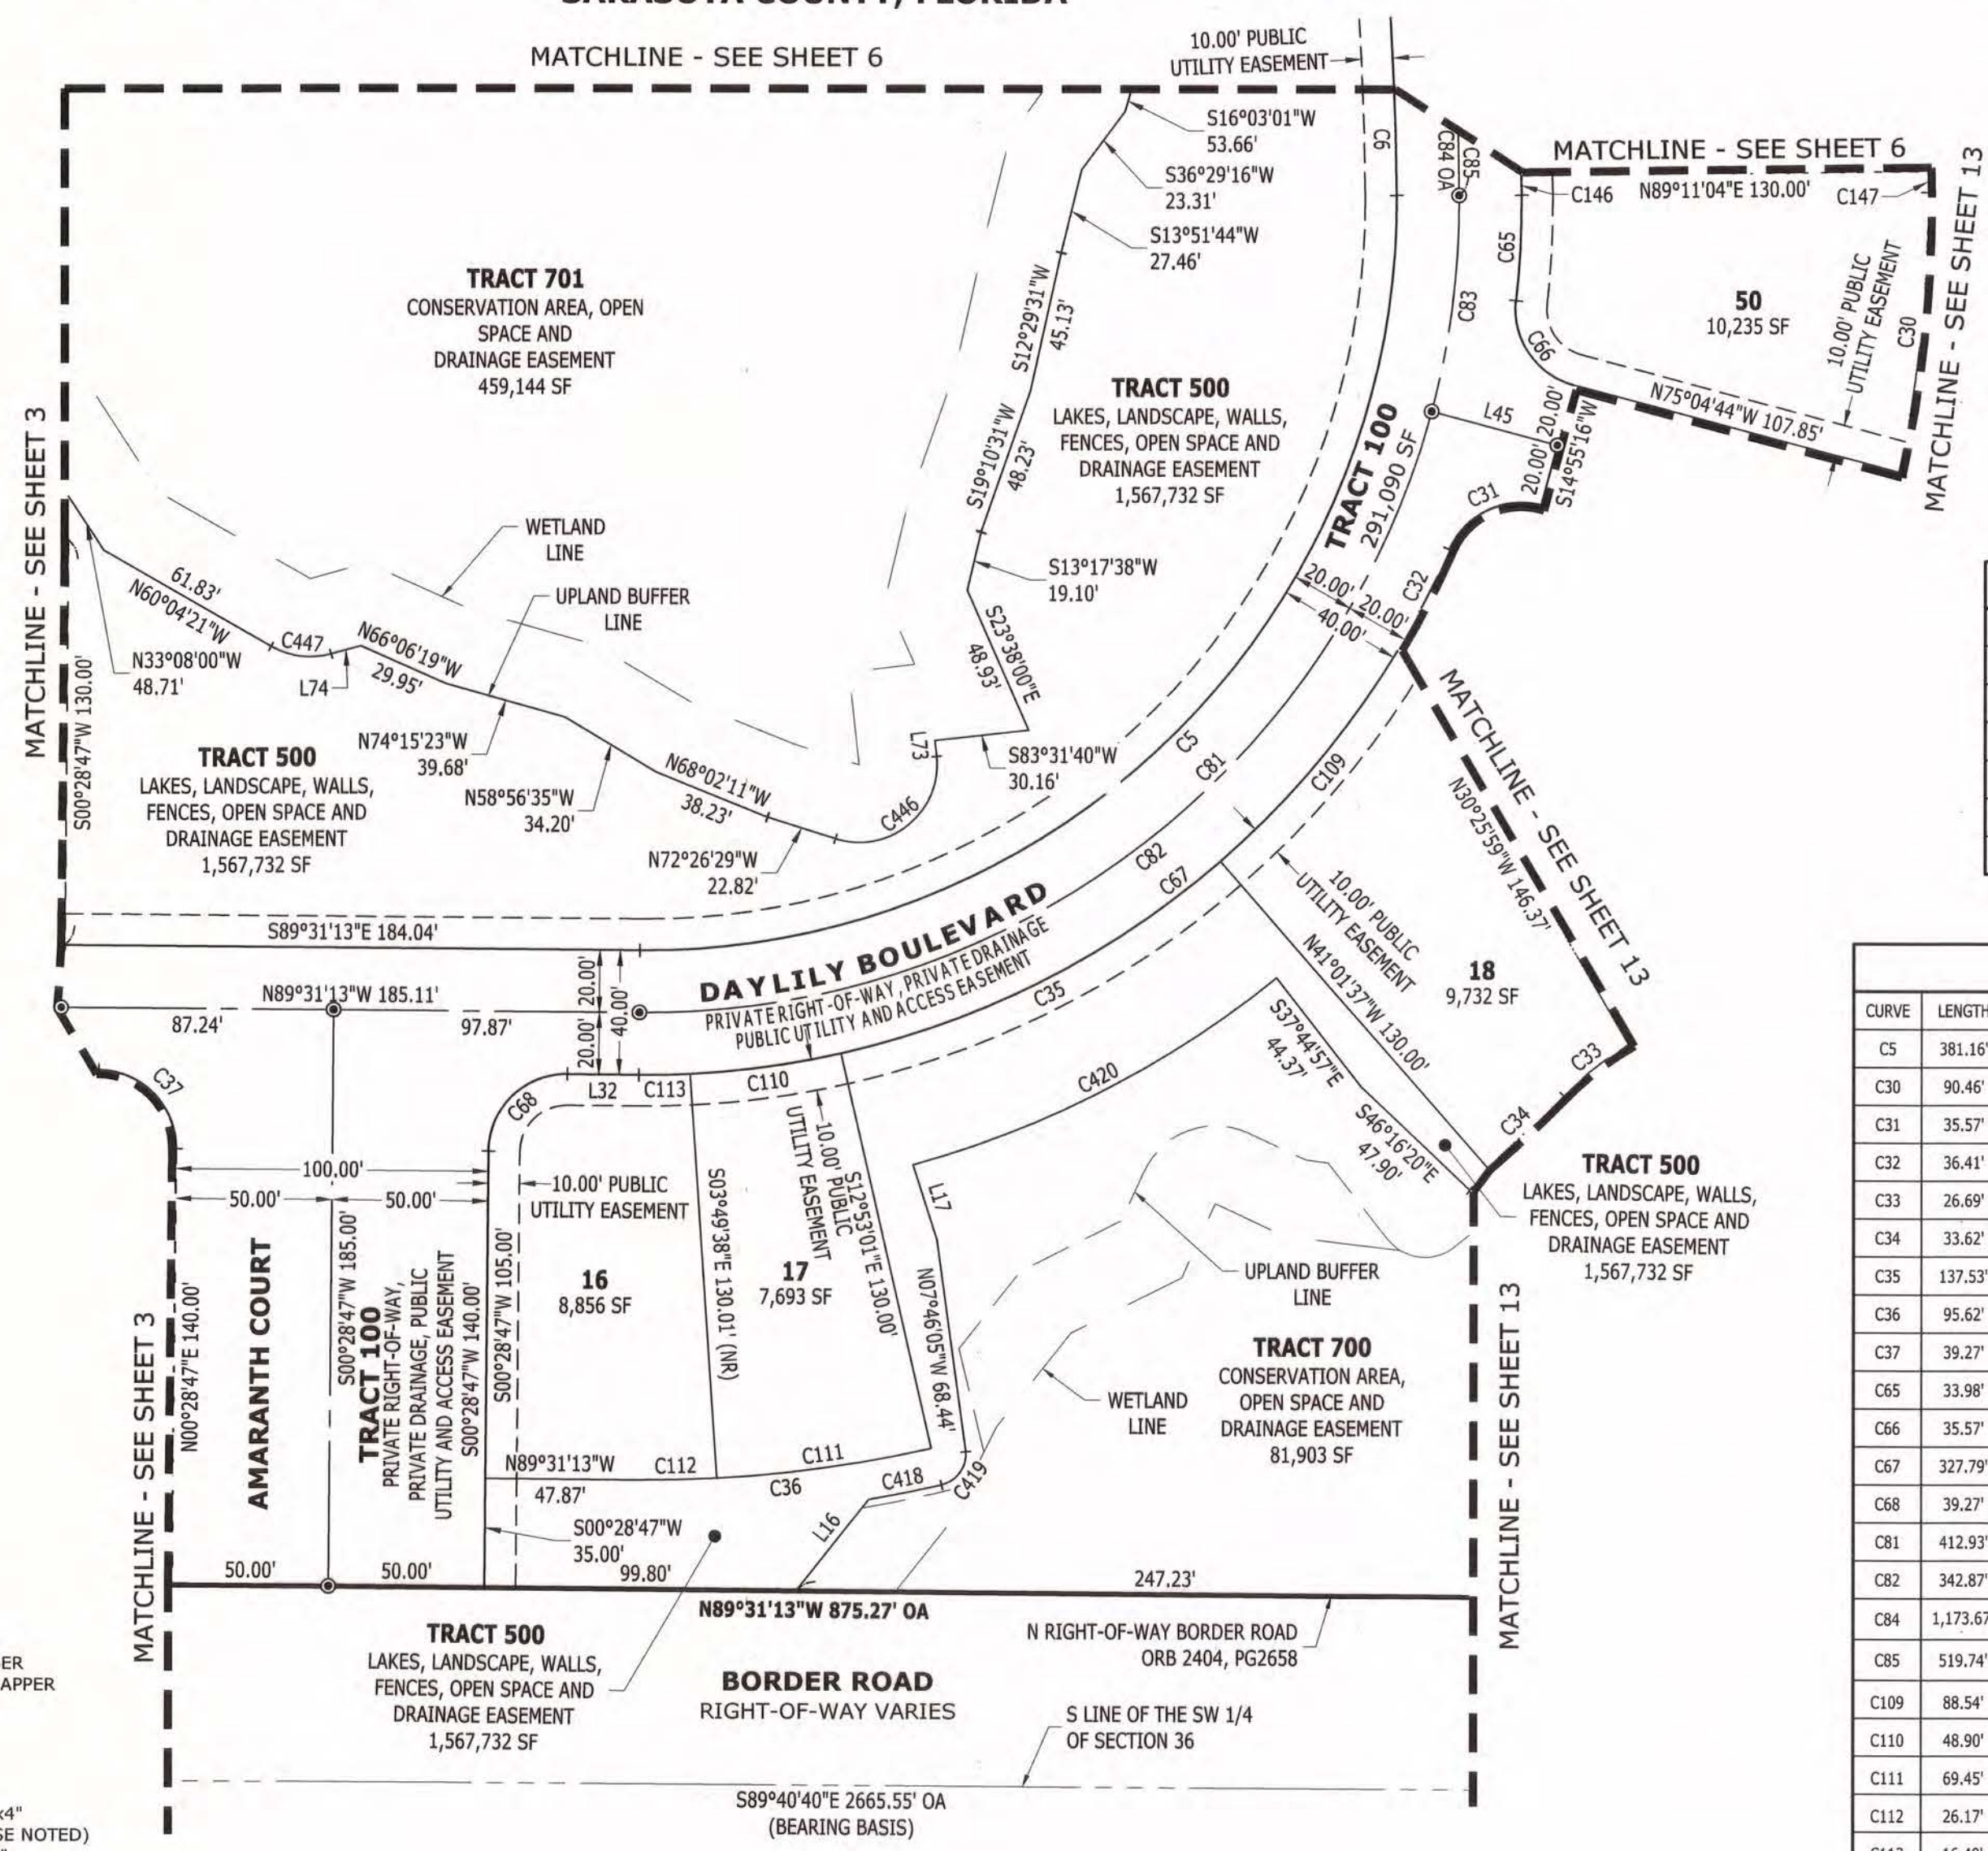 SARASOTA COUNTY, FLORIDA
MATCHLINE - SEE SHEET 6
10.00' PUBLIC
UTILITY EASEMENT
S16°03'01"W
53.66'
S36°29'16"W
23.31'
S13°51'44"W
27.46'
C6
C84 OA
C85
MATCHLINE - SEE SHEET 6
C146
N89°11'04"E 130.00'
C147
MATCHLINE - SEE SHEET 13
C65
C83
50
10,235 SF
10.00' PUBLIC
UTILITY EASEMENT
C30
C66
N75°04'44"W 107.85'
L45
20.00'
20.00'
S14°55'16"W
C31
C32
TRACT 701
CONSERVATION AREA, OPEN
SPACE AND
DRAINAGE EASEMENT
459,144 SF
S12°29'31"W
45.13'
S19°10'31"W
48.23'
TRACT 500
LAKES, LANDSCAPE, WALLS,
FENCES, OPEN SPACE AND
DRAINAGE EASEMENT
1,567,732 SF
TRACT 100
291,090 SF
MATCHLINE - SEE SHEET 3
WETLAND
LINE
UPLAND BUFFER
LINE
S13°17'38"W
19.10'
S23°38'00"E
48.93'
20.00'
20.00'
40.00'
61.83'
N60°04'21"W
C447
N66°06'19"W
29.95'
N33°08'00"W
48.71'
L74
S00°28'47"W 130.00'
TRACT 500
LAKES, LANDSCAPE, WALLS,
FENCES, OPEN SPACE AND
DRAINAGE EASEMENT
1,567,732 SF
N74°15'23"W
39.68'
N58°56'35"W
34.20'
N68°02'11"W
38.23'
N72°26'29"W
22.82'
L73
S83°31'40"W
30.16'
C446
C5
C81
C109
C82
C67
MATCHLINE - SEE SHEET 13
N30°25'59"W 146.37'
10.00' PUBLIC
UTILITY EASEMENT
N41°01'37"W 130.00'
18
9,732 SF
S89°31'13"E 184.04'
N89°31'13"W 185.11'
87.24'
97.87'
20.00'
20.00'
40.00'
DAYLILY BOULEVARD
PRIVATE RIGHT-OF-WAY, PRIVATE DRAINAGE
PUBLIC UTILITY AND ACCESS EASEMENT
C35
C37
C68
L32
C113
C110
C420
S37°44'57"E
44.37'
S46°16'20"E
47.90'
C33
C34
TRACT 500
LAKES, LANDSCAPE, WALLS,
FENCES, OPEN SPACE AND
DRAINAGE EASEMENT
1,567,732 SF
100.00'
50.00'
50.00'
10.00' PUBLIC
UTILITY EASEMENT
10.00' PUBLIC
UTILITY EASEMENT
S12°53'01"E 130.00'
S03°49'38"E 130.01' (NR)
L17
N07°46'05"W 68.44'
MATCHLINE - SEE SHEET 3
N00°28'47"E 140.00'
AMARANTH COURT
S00°28'47"W 185.00'
TRACT 100
PRIVATE RIGHT-OF-WAY,
PRIVATE DRAINAGE, PUBLIC
UTILITY AND ACCESS EASEMENT
S00°28'47"W 140.00'
S00°28'47"W 105.00'
16
8,856 SF
17
7,693 SF
UPLAND BUFFER
LINE
WETLAND
LINE
TRACT 700
CONSERVATION AREA,
OPEN SPACE AND
DRAINAGE EASEMENT
81,903 SF
MATCHLINE - SEE SHEET 13
N89°31'13"W
47.87'
C112
C111
C36
C418
C419
L16
S00°28'47"W
35.00'
50.00'
50.00'
99.80'
247.23'
N89°31'13"W 875.27' OA
TRACT 500
LAKES, LANDSCAPE, WALLS,
FENCES, OPEN SPACE AND
DRAINAGE EASEMENT
1,567,732 SF
BORDER ROAD
RIGHT-OF-WAY VARIES
N RIGHT-OF-WAY BORDER ROAD
ORB 2404, PG2658
S LINE OF THE SW 1/4
OF SECTION 36
S89°40'40"E 2665.55' OA
(BEARING BASIS)
ER
APPER
x4"
SE NOTED)
CURVE LENGTH
C5 381.16'
C30 90.46'
C31 35.57'
C32 36.41'
C33 26.69'
C34 33.62'
C35 137.53'
C36 95.62'
C37 39.27'
C65 33.98'
C66 35.57'
C67 327.79'
C68 39.27'
C81 412.93'
C82 342.87'
C84 1,173.67
C85 519.74'
C109 88.54'
C110 48.90'
C111 69.45'
C112 26.17'